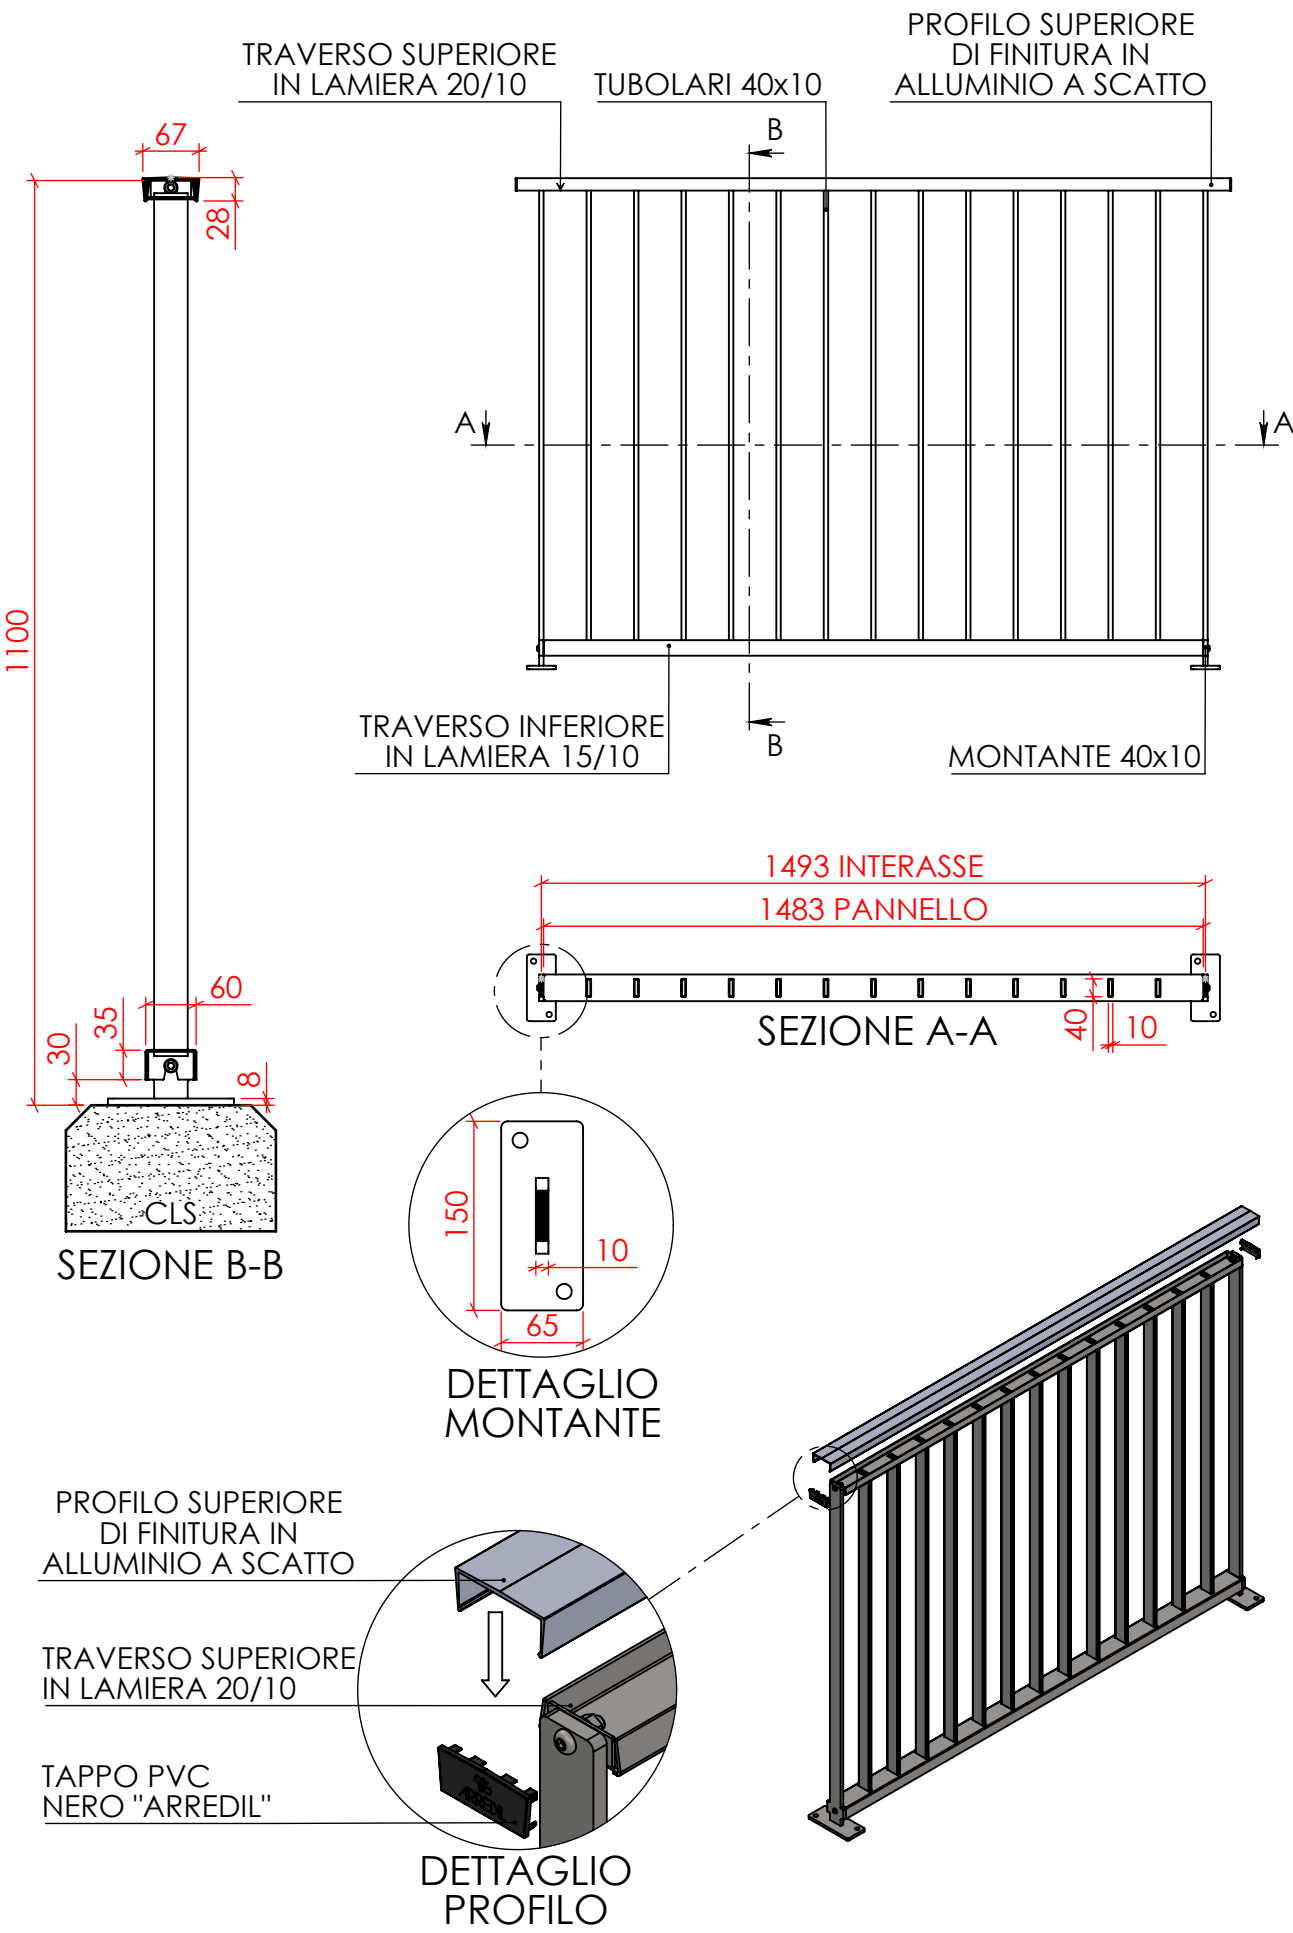 TRAVERSO SUPERIORE
IN LAMIERA 20/10
TUBOLARI 40x10
PROFILO SUPERIORE
DI FINITURA IN
ALLUMINIO A SCATTO
67
28
1100
60
35
30
8
CLS
SEZIONE B-B
B
A
A
B
TRAVERSO INFERIORE
IN LAMIERA 15/10
MONTANTE 40x10
1493 INTERASSE
1483 PANNELLO
SEZIONE A-A
40
10
150
10
65
DETTAGLIO
MONTANTE
PROFILO SUPERIORE
DI FINITURA IN
ALLUMINIO A SCATTO
TRAVERSO SUPERIORE
IN LAMIERA 20/10
TAPPO PVC
NERO "ARREDIL"
ARREDIL
DETTAGLIO
PROFILO